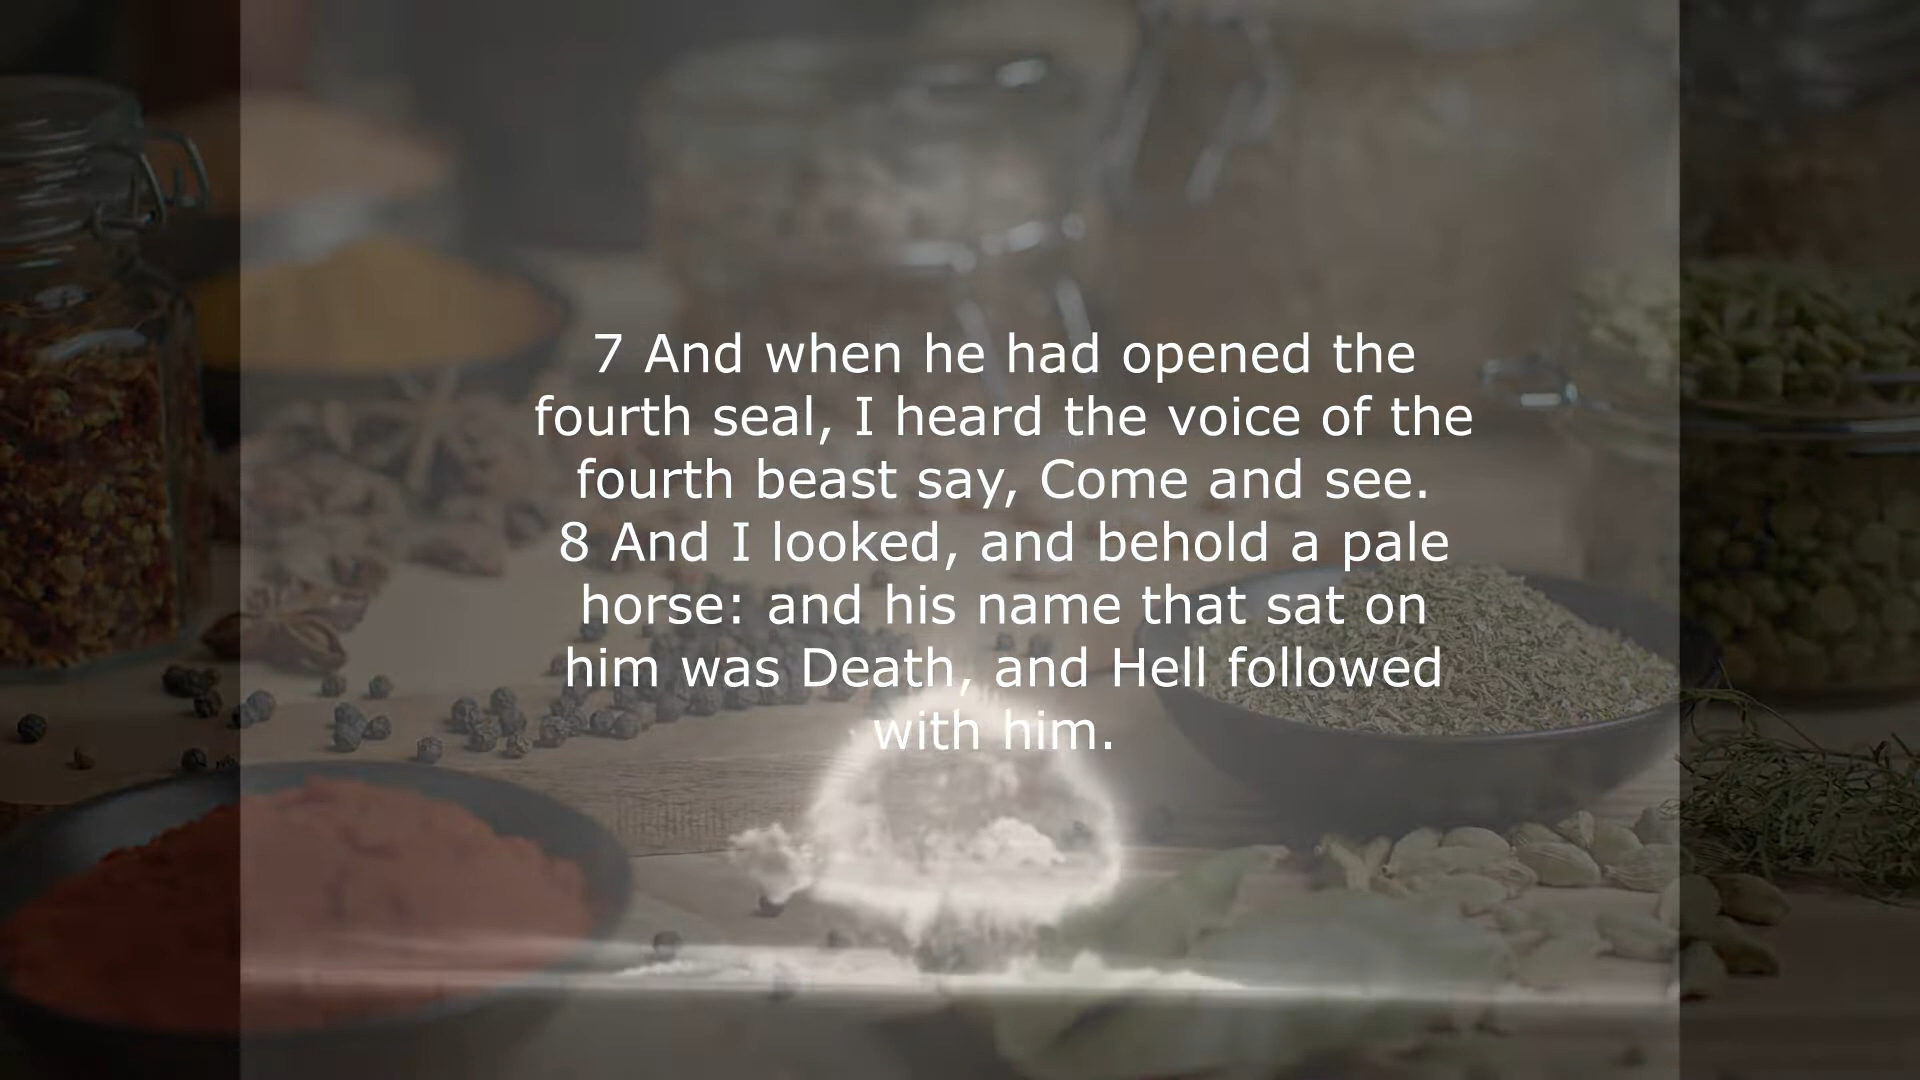 7 And when he had opened the
fourth seal, I heard the voice of the
fourth beast say, Come and see.
8 And I looked, and behold a pale
horse: and his name that sat on
him was Death, and Hell followed
with him.